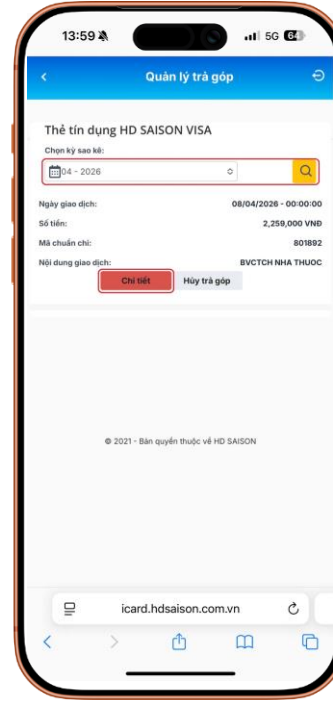 13:59
5G 64
Quản lý trả góp
Thẻ tín dụng HD SAISON VISA
Chọn kỳ sao kê:
04 - 2026
Ngày giao dịch: 08/04/2026 - 00:00:00
Số tiền: 2,259,000 VNĐ
Mã chuẩn chi: 801892
Nội dung giao dịch: BVCTCH NHA THUOC
Chi tiết Hủy trả góp
© 2021 - Bản quyền thuộc về HD SAISON
icard.hdsaison.com.vn